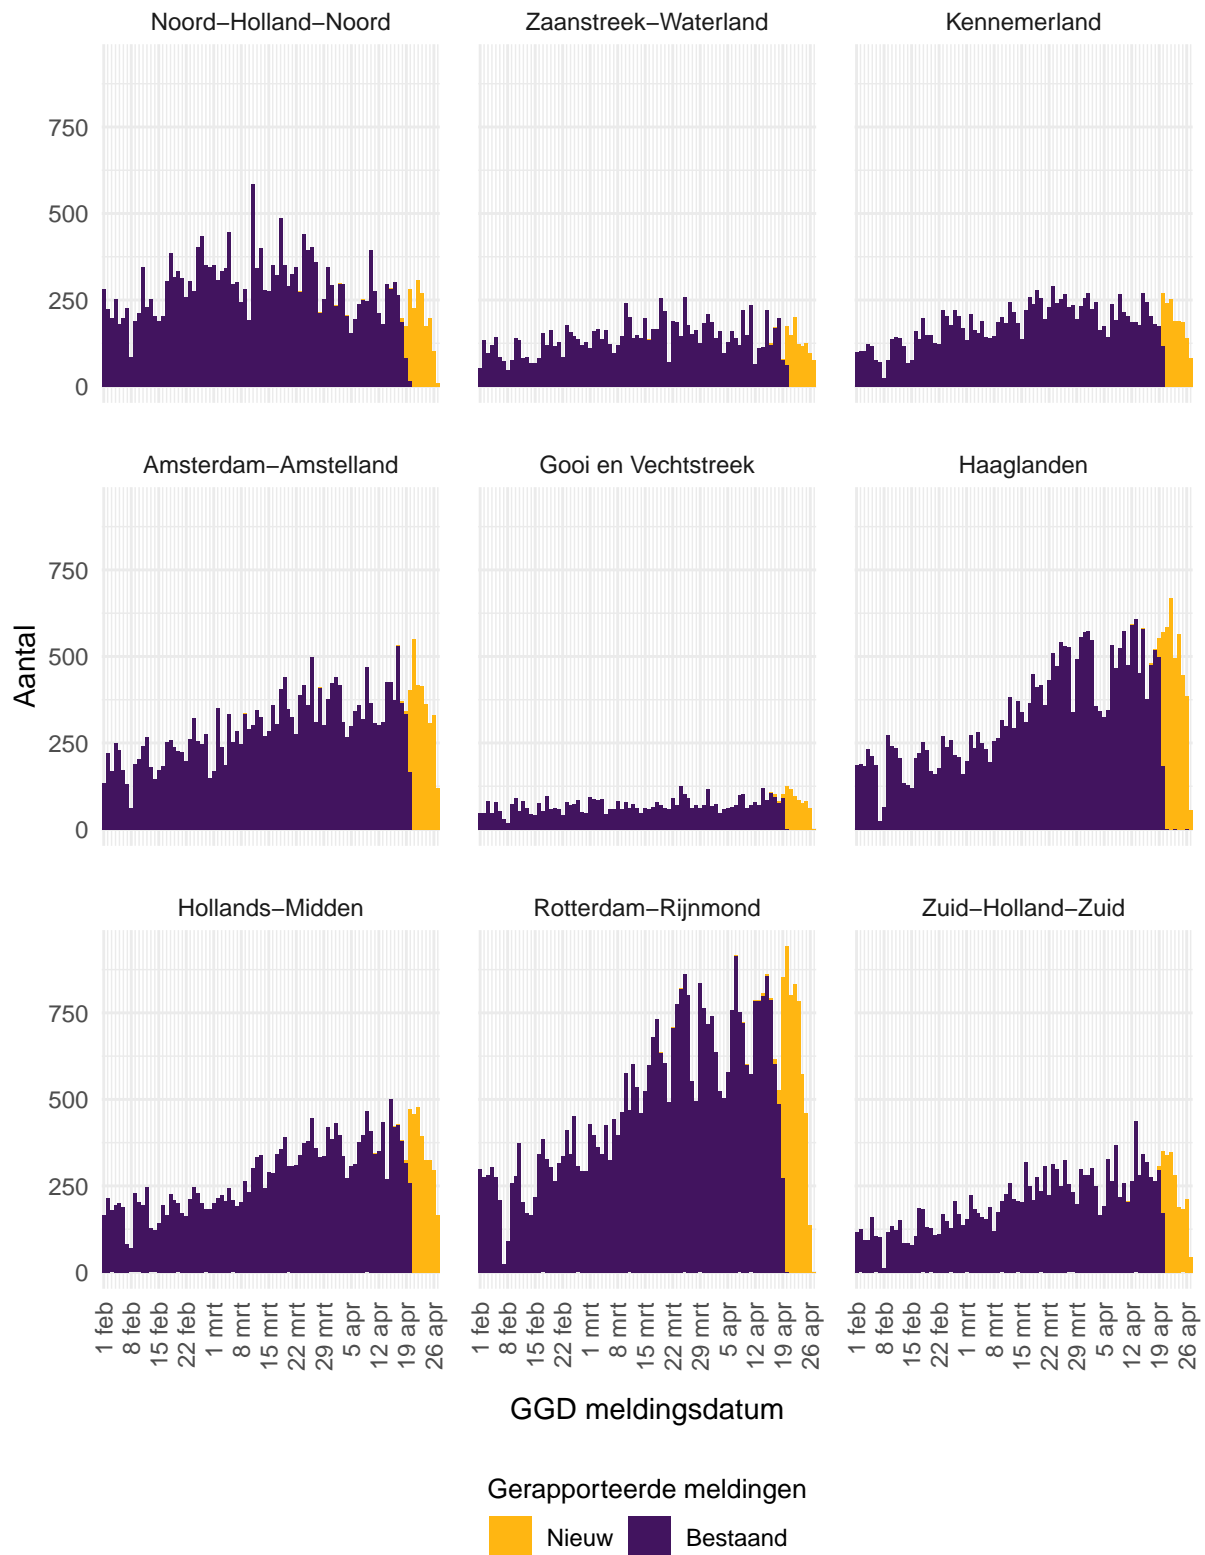 Noord−Holland−Noord
Zaanstreek−Waterland
Kennemerland
750
500
250
0
Amsterdam−Amstelland
Gooi en Vechtstreek
Haaglanden
750
500
250
0
Aantal
Hollands−Midden
Rotterdam−Rijnmond
Zuid−Holland−Zuid
750
500
250
0
1 feb
8 feb
15 feb
22 feb
1 mrt
8 mrt
15 mrt
22 mrt
29 mrt
5 apr
12 apr
19 apr
26 apr
1 feb
8 feb
15 feb
22 feb
1 mrt
8 mrt
15 mrt
22 mrt
29 mrt
5 apr
12 apr
19 apr
26 apr
1 feb
8 feb
15 feb
22 feb
1 mrt
8 mrt
15 mrt
22 mrt
29 mrt
5 apr
12 apr
19 apr
26 apr
GGD meldingsdatum
Gerapporteerde meldingen
Nieuw
Bestaand